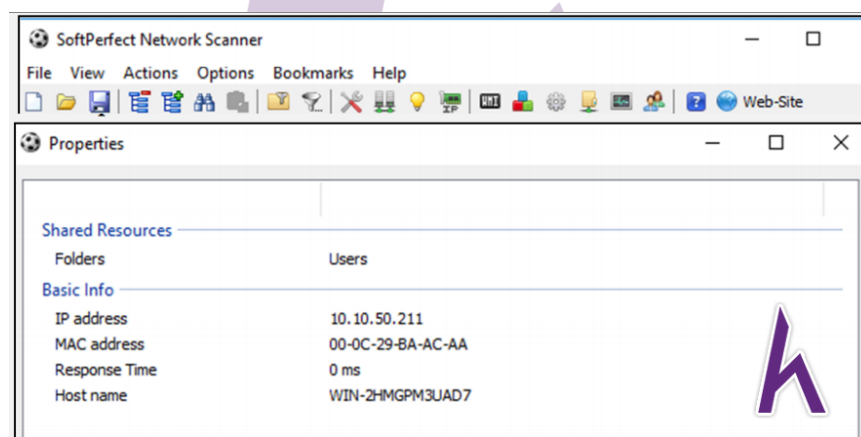 SoftPerfect Network Scanner
File View Actions Options Bookmarks Help
WMI IP ? Web-Site
Properties
Shared Resources
Folders Users
Basic Info
IP address 10.10.50.211
MAC address 00-0C-29-BA-AC-AA
Response Time 0 ms
Host name WIN-2HMGPM3UAD7